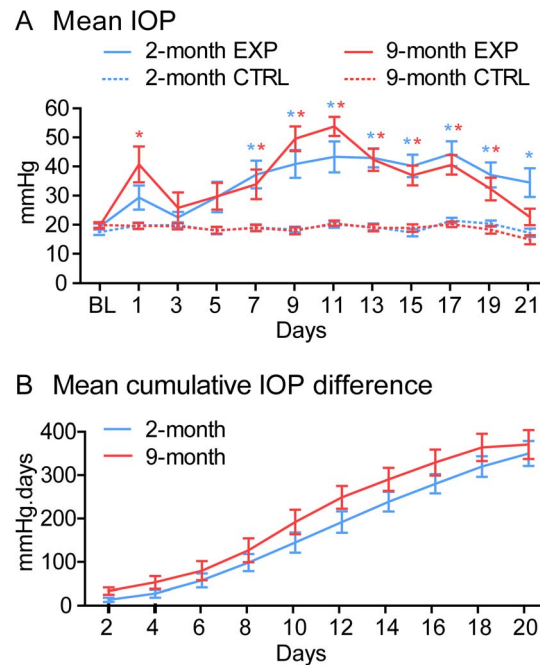 A Mean IOP
2-month EXP 9-month EXP
2-month CTRL 9-month CTRL
* ** ** ** ** ** ** ** *
60
50
40
30
20
10
0
mmHg
BL 1 3 5 7 9 11 13 15 17 19 21
Days
B Mean cumulative IOP difference
2-month
9-month
400
300
200
100
0
mmHg.days
2 4 6 8 10 12 14 16 18 20
Days